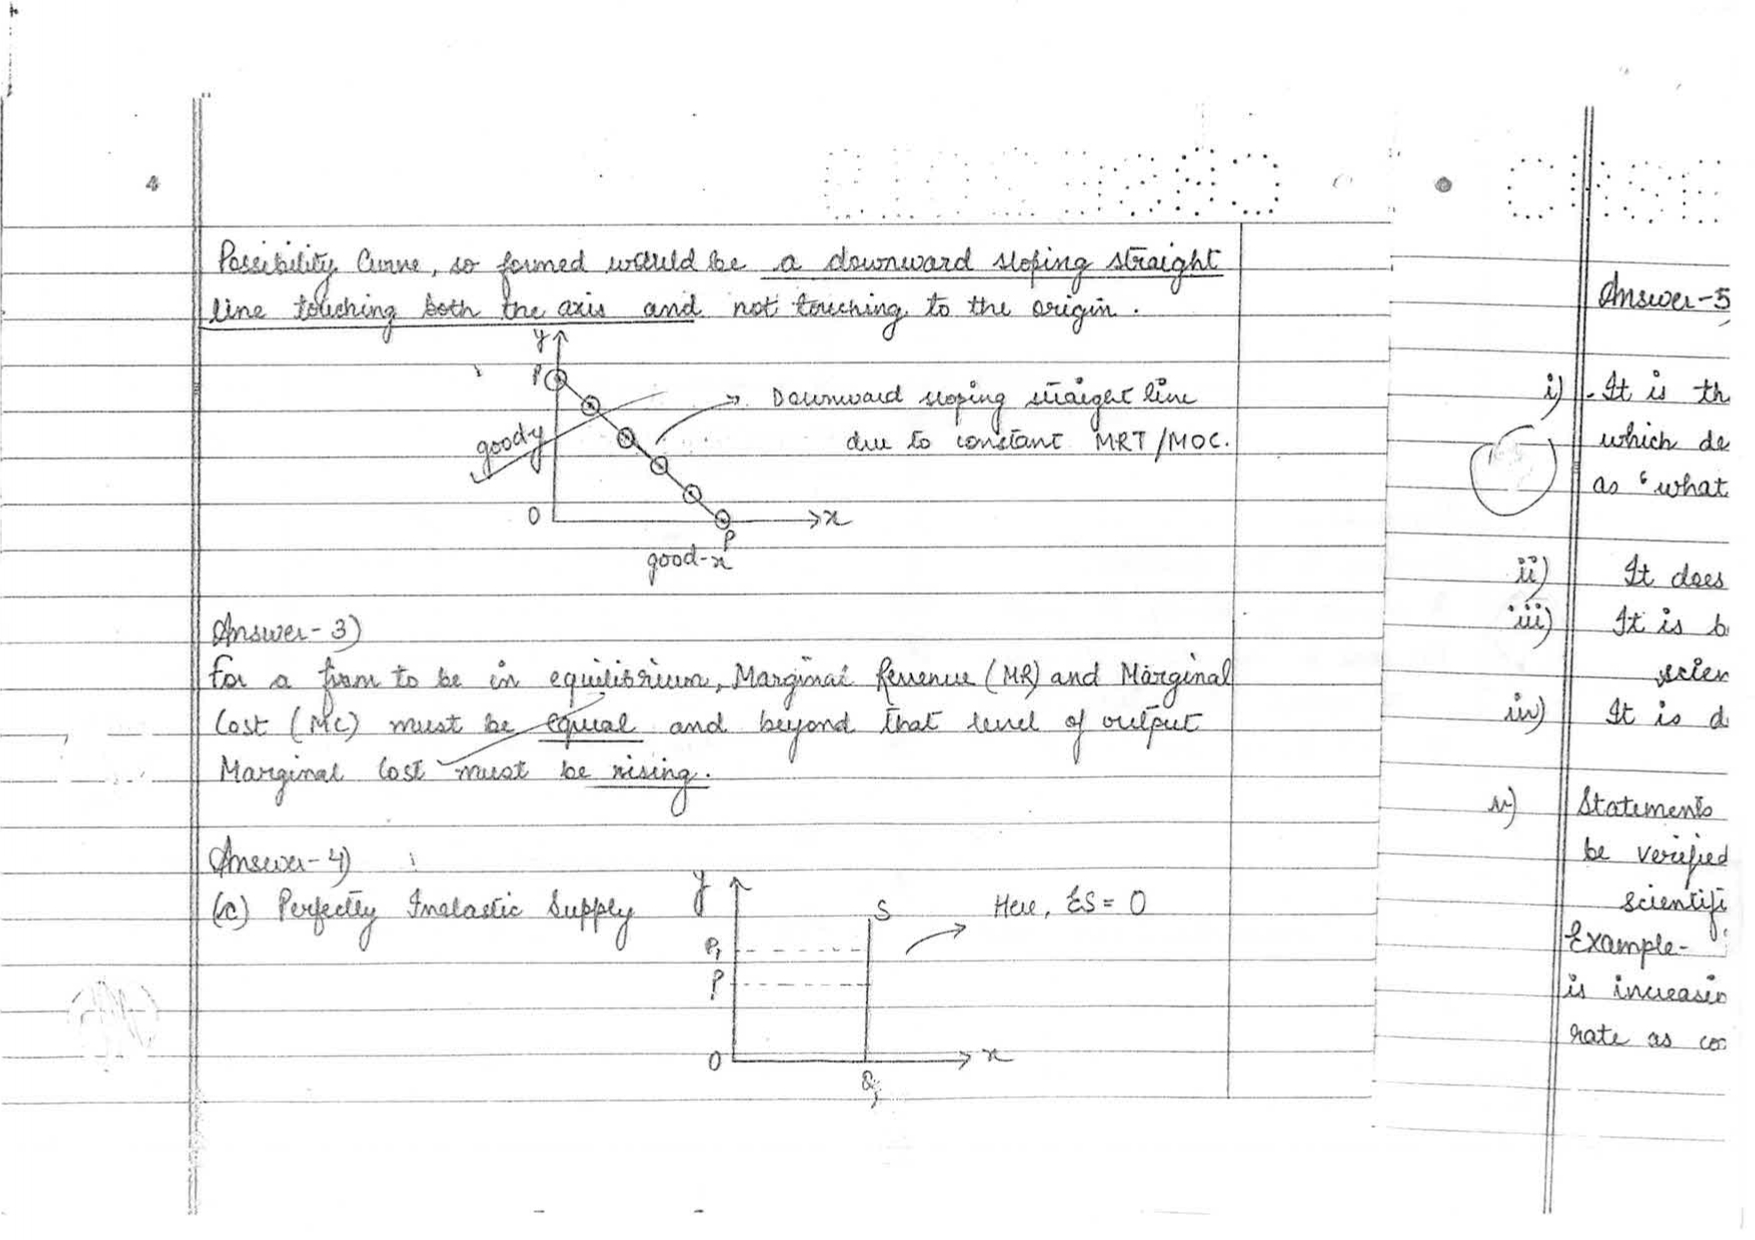 4
Possibility Curve, so formed would be a downward sloping straight
line touching both the axis and not touching to the origin.
y
P
good-y
Downward sloping straight line
due to constant MRT/MOC.
O
x
P
good-x
Answer-3)
For a firm to be in equilibrium, Marginal Revenue (MR) and Marginal
Cost (MC) must be equal and beyond that level of output
Marginal Cost must be rising.
Answer-4)
(c) Perfectly Inelastic Supply
y
S
Here, ES = 0
P1
P
O
x
Q
CBSE
Answer-5
i) It is th
which de
as "what
ii) It does
iii) It is b
scien
iv) It is d
v) Statements
be verified
scientifi
Example-
is increasin
rate as con